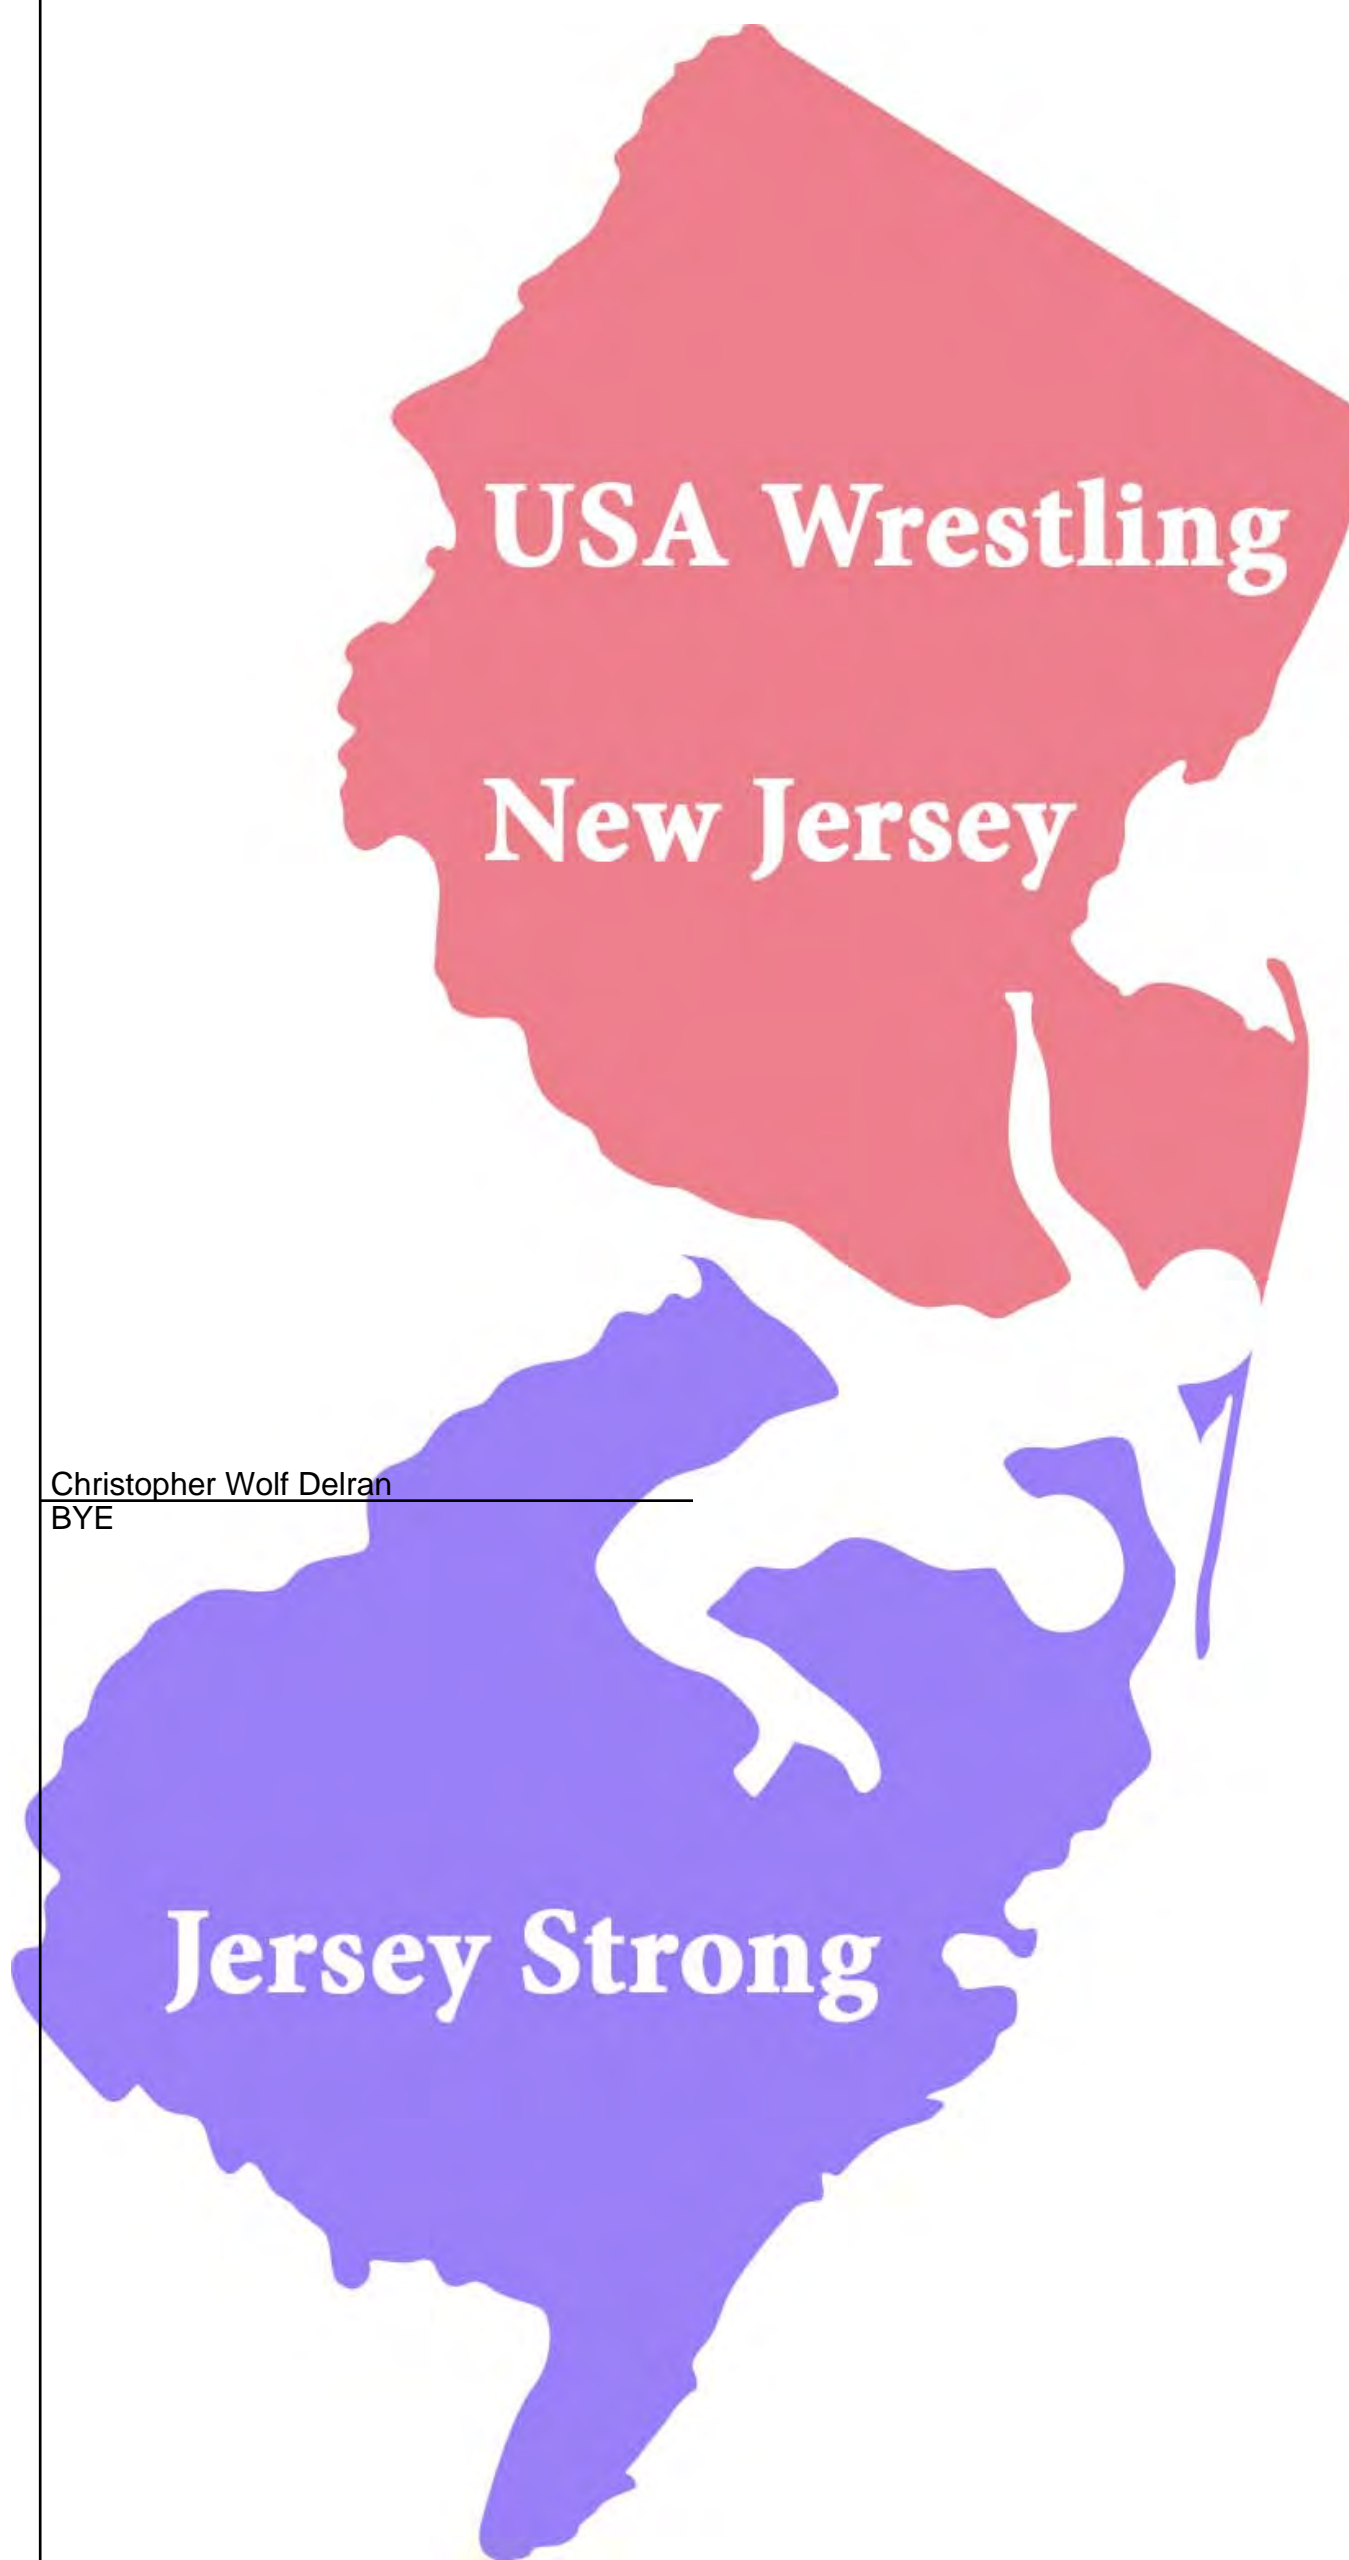 USA Wrestling
New Jersey
Christopher Wolf Delran
BYE
Jersey Strong